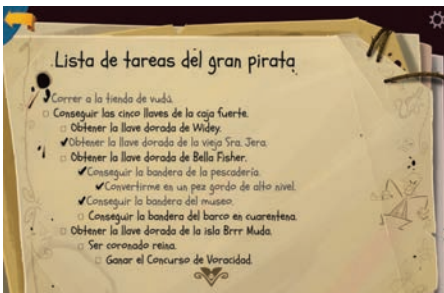 Lista de tareas del gran pirata
Correr a la tienda de vudú.
Conseguir las cinco llaves de la caja fuerte.
Obtener la llave dorada de Widey.
Obtener la llave dorada de la vieja Sra. Jera.
Obtener la llave dorada de Bella Fisher.
Conseguir la bandera de la pescadería.
Convertirme en un pez gordo de alto nivel.
Conseguir la bandera del museo.
Conseguir la bandera del barco en cuarentena.
Obtener la llave dorada de la isla Brrr Muda.
Ser coronado reina.
Ganar el Concurso de Voracidad.